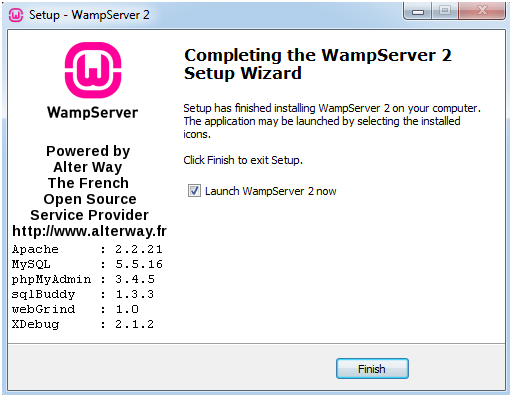 Setup - WampServer 2
WampServer
Powered by
Alter Way
The French
Open Source
Service Provider
http://www.alterway.fr
Apache : 2.2.21
MySQL : 5.5.16
phpMyAdmin : 3.4.5
sqlBuddy : 1.3.3
webGrind : 1.0
XDebug : 2.1.2
Completing the WampServer 2
Setup Wizard
Setup has finished installing WampServer 2 on your computer.
The application may be launched by selecting the installed
icons.
Click Finish to exit Setup.
Launch WampServer 2 now
Finish